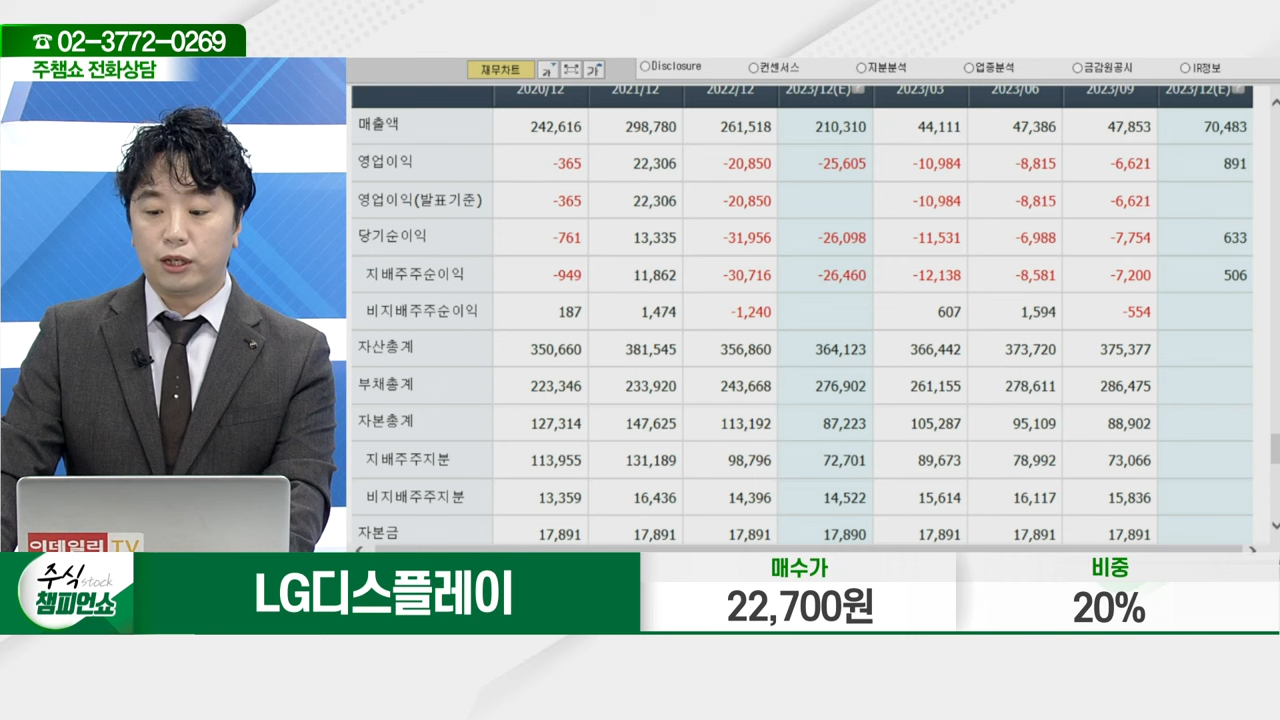 ☎ 02-3772-0269
주챔쇼 전화상담
재무차트 가 가 Disclosure 컨센서스 지분분석 업종분석 금감원공시 IR정보
2020/12 2021/12 2022/12 2023/12(E) 2023/03 2023/06 2023/09 2023/12(E)
매출액 242,616 298,780 261,518 210,310 44,111 47,386 47,853 70,483
영업이익 -365 22,306 -20,850 -25,605 -10,984 -8,815 -6,621 891
영업이익(발표기준) -365 22,306 -20,850 -10,984 -8,815 -6,621
당기순이익 -761 13,335 -31,956 -26,098 -11,531 -6,988 -7,754 633
지배주주순이익 -949 11,862 -30,716 -26,460 -12,138 -8,581 -7,200 506
비지배주주순이익 187 1,474 -1,240 607 1,594 -554
자산총계 350,660 381,545 356,860 364,123 366,442 373,720 375,377
부채총계 223,346 233,920 243,668 276,902 261,155 278,611 286,475
자본총계 127,314 147,625 113,192 87,223 105,287 95,109 88,902
지배주주지분 113,955 131,189 98,796 72,701 89,673 78,992 73,066
비지배주주지분 13,359 16,436 14,396 14,522 15,614 16,117 15,836
자본금 17,891 17,891 17,891 17,890 17,891 17,891 17,891
이데일리 TV
주식 stock
챔피언쇼
LG디스플레이
매수가
22,700원
비중
20%